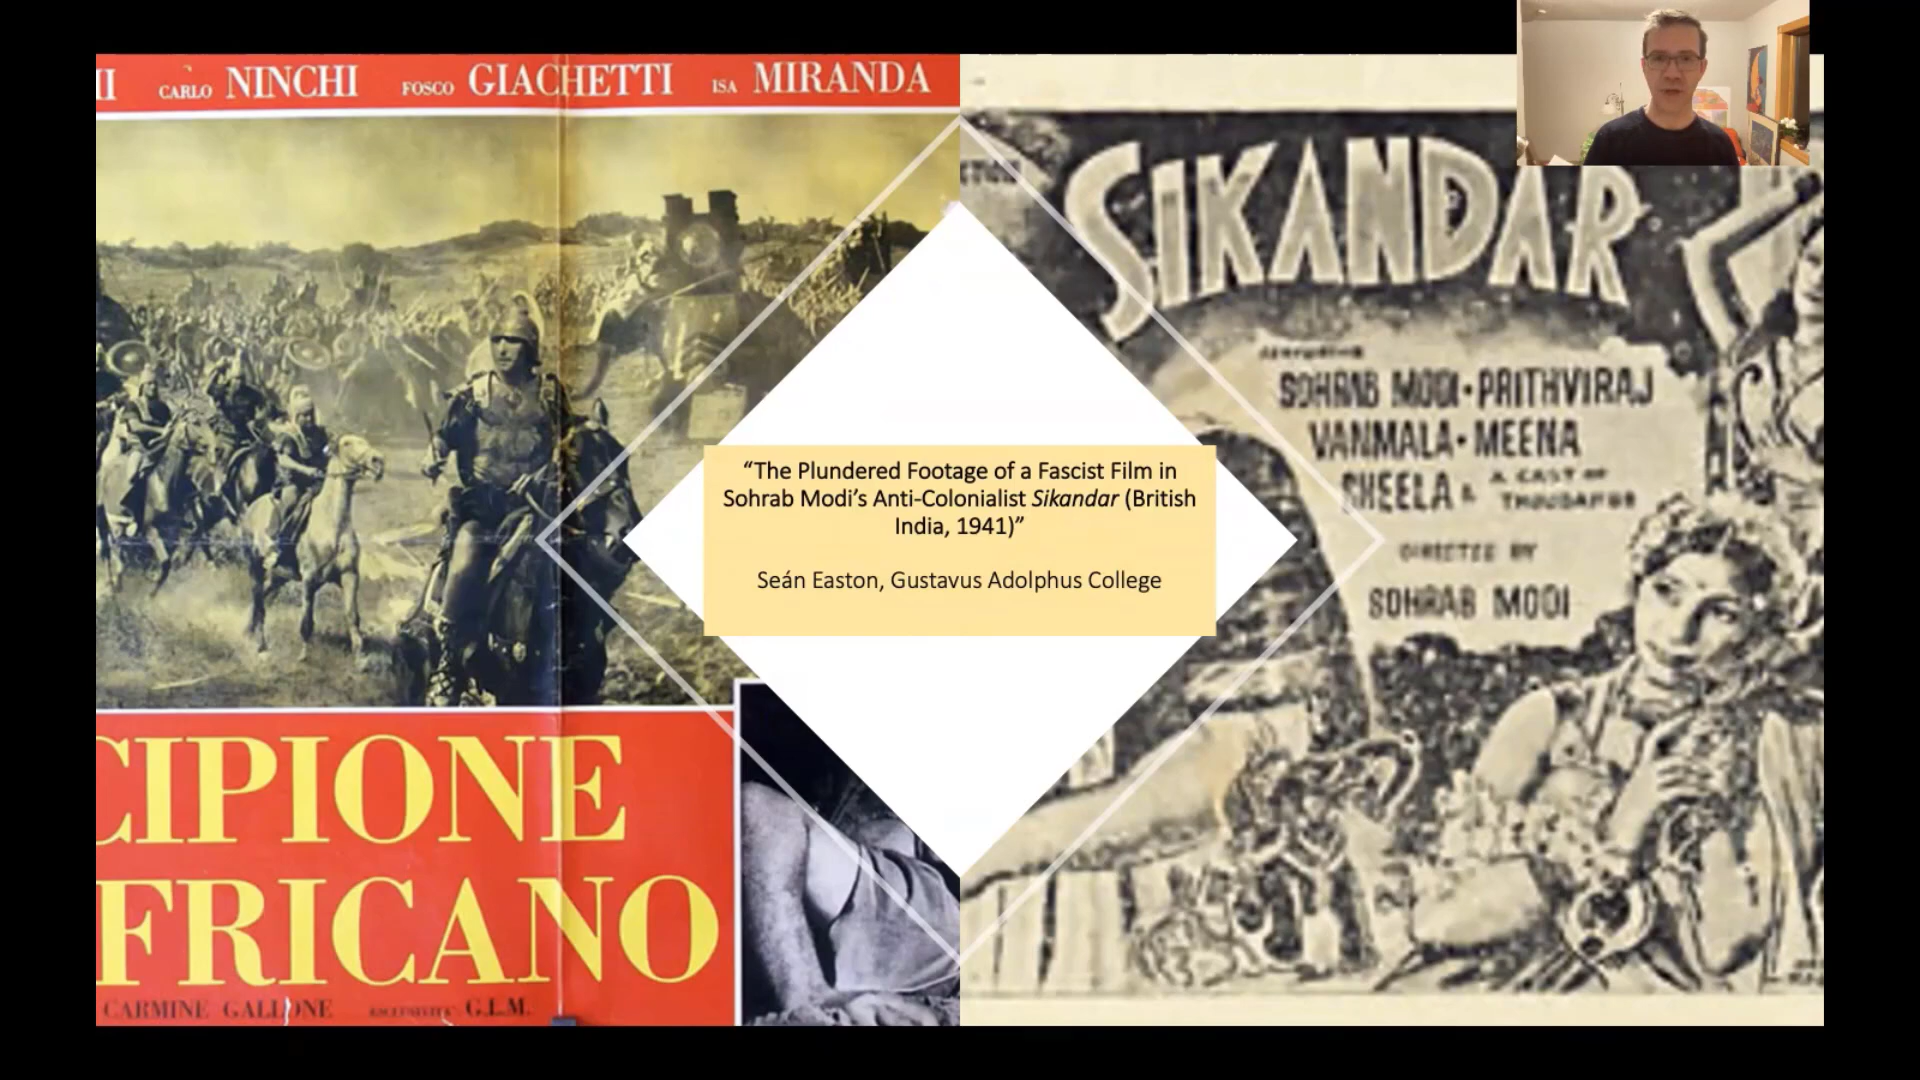 CARLO NINCHI FOSCO GIACHETTI ISA MIRANDA
CIPIONE
FRICANO
CARMINE GALLONE G.L.M.
“The Plundered Footage of a Fascist Film in
Sohrab Modi’s Anti-Colonialist Sikandar (British
India, 1941)”
Seán Easton, Gustavus Adolphus College
SIKANDAR
SOHRAB MODI • PRITHVIRAJ
VANMALA • MEENA
SHEELA & A CAST OF
THOUSANDS
DIRECTED BY
SOHRAB MODI